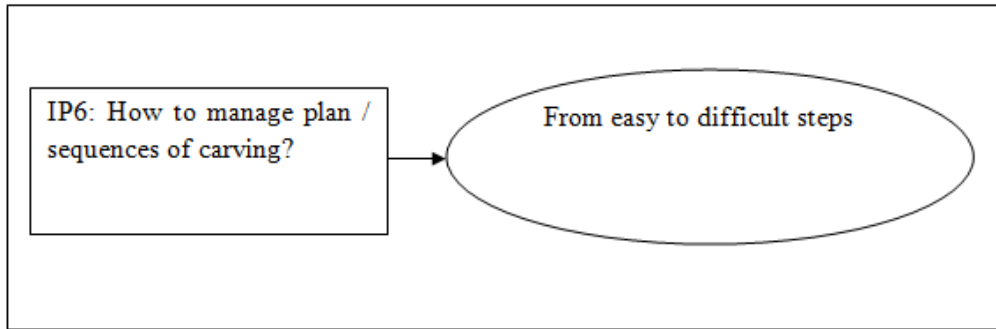 IP6: How to manage plan /
sequences of carving?
From easy to difficult steps